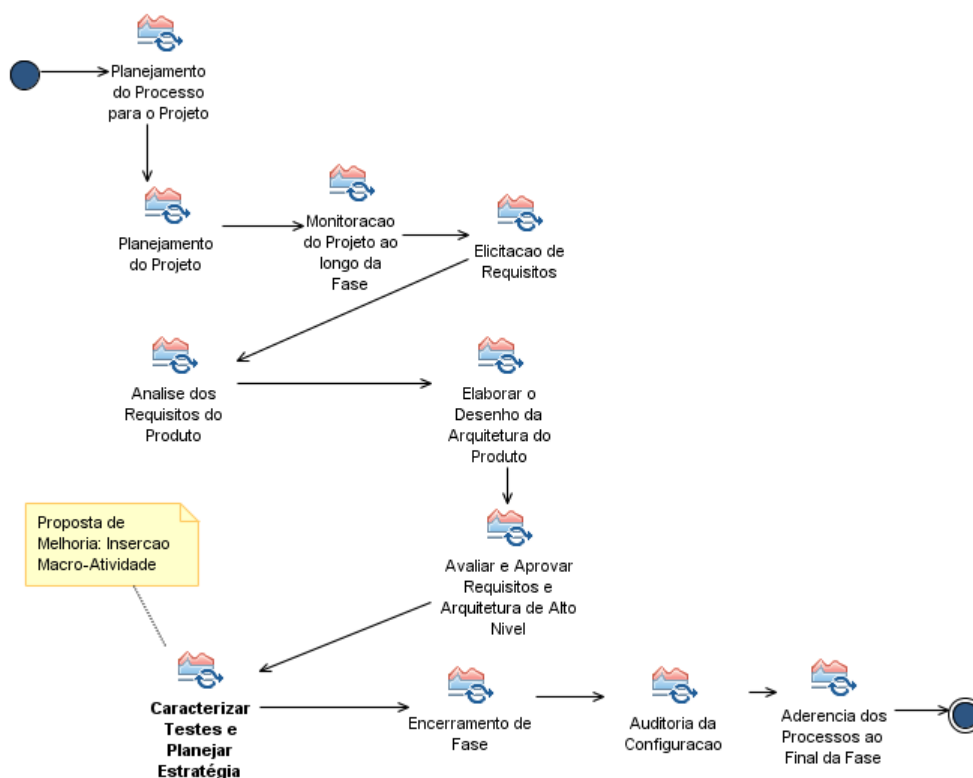 Planejamento
do Processo
para o Projeto
Planejamento
do Projeto
Monitoracao
do Projeto ao
longo da
Fase
Elicitacao de
Requisitos
Analise dos
Requisitos do
Produto
Elaborar o
Desenho da
Arquitetura do
Produto
Avaliar e Aprovar
Requisitos e
Arquitetura de Alto
Nivel
Proposta de
Melhoria: Insercao
Macro-Atividade
Caracterizar
Testes e
Planejar
Estratégia
Encerramento de
Fase
Auditoria da
Configuracao
Aderencia dos
Processos ao
Final da Fase